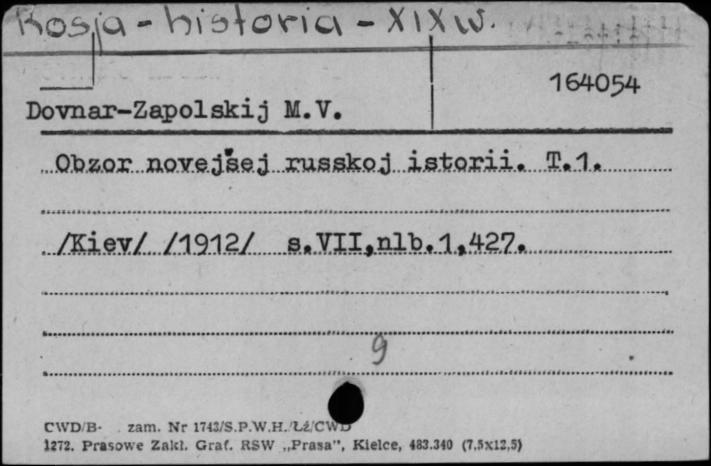 Rosja - historia - XIX w.
164054
Dovnar-Zapolskij M.V.
Obzor novejšej russkoj istorii. T.1.
/Kiev/ /1912/ s.VII,nlb.1,427.
9
CWD/B- zam. Nr 1743/S.P.W.H./Łź/CWD
1272. Prasowe Zakł. Graf. RSW „Prasa", Kielce, 483.340 (7,5x12,5)